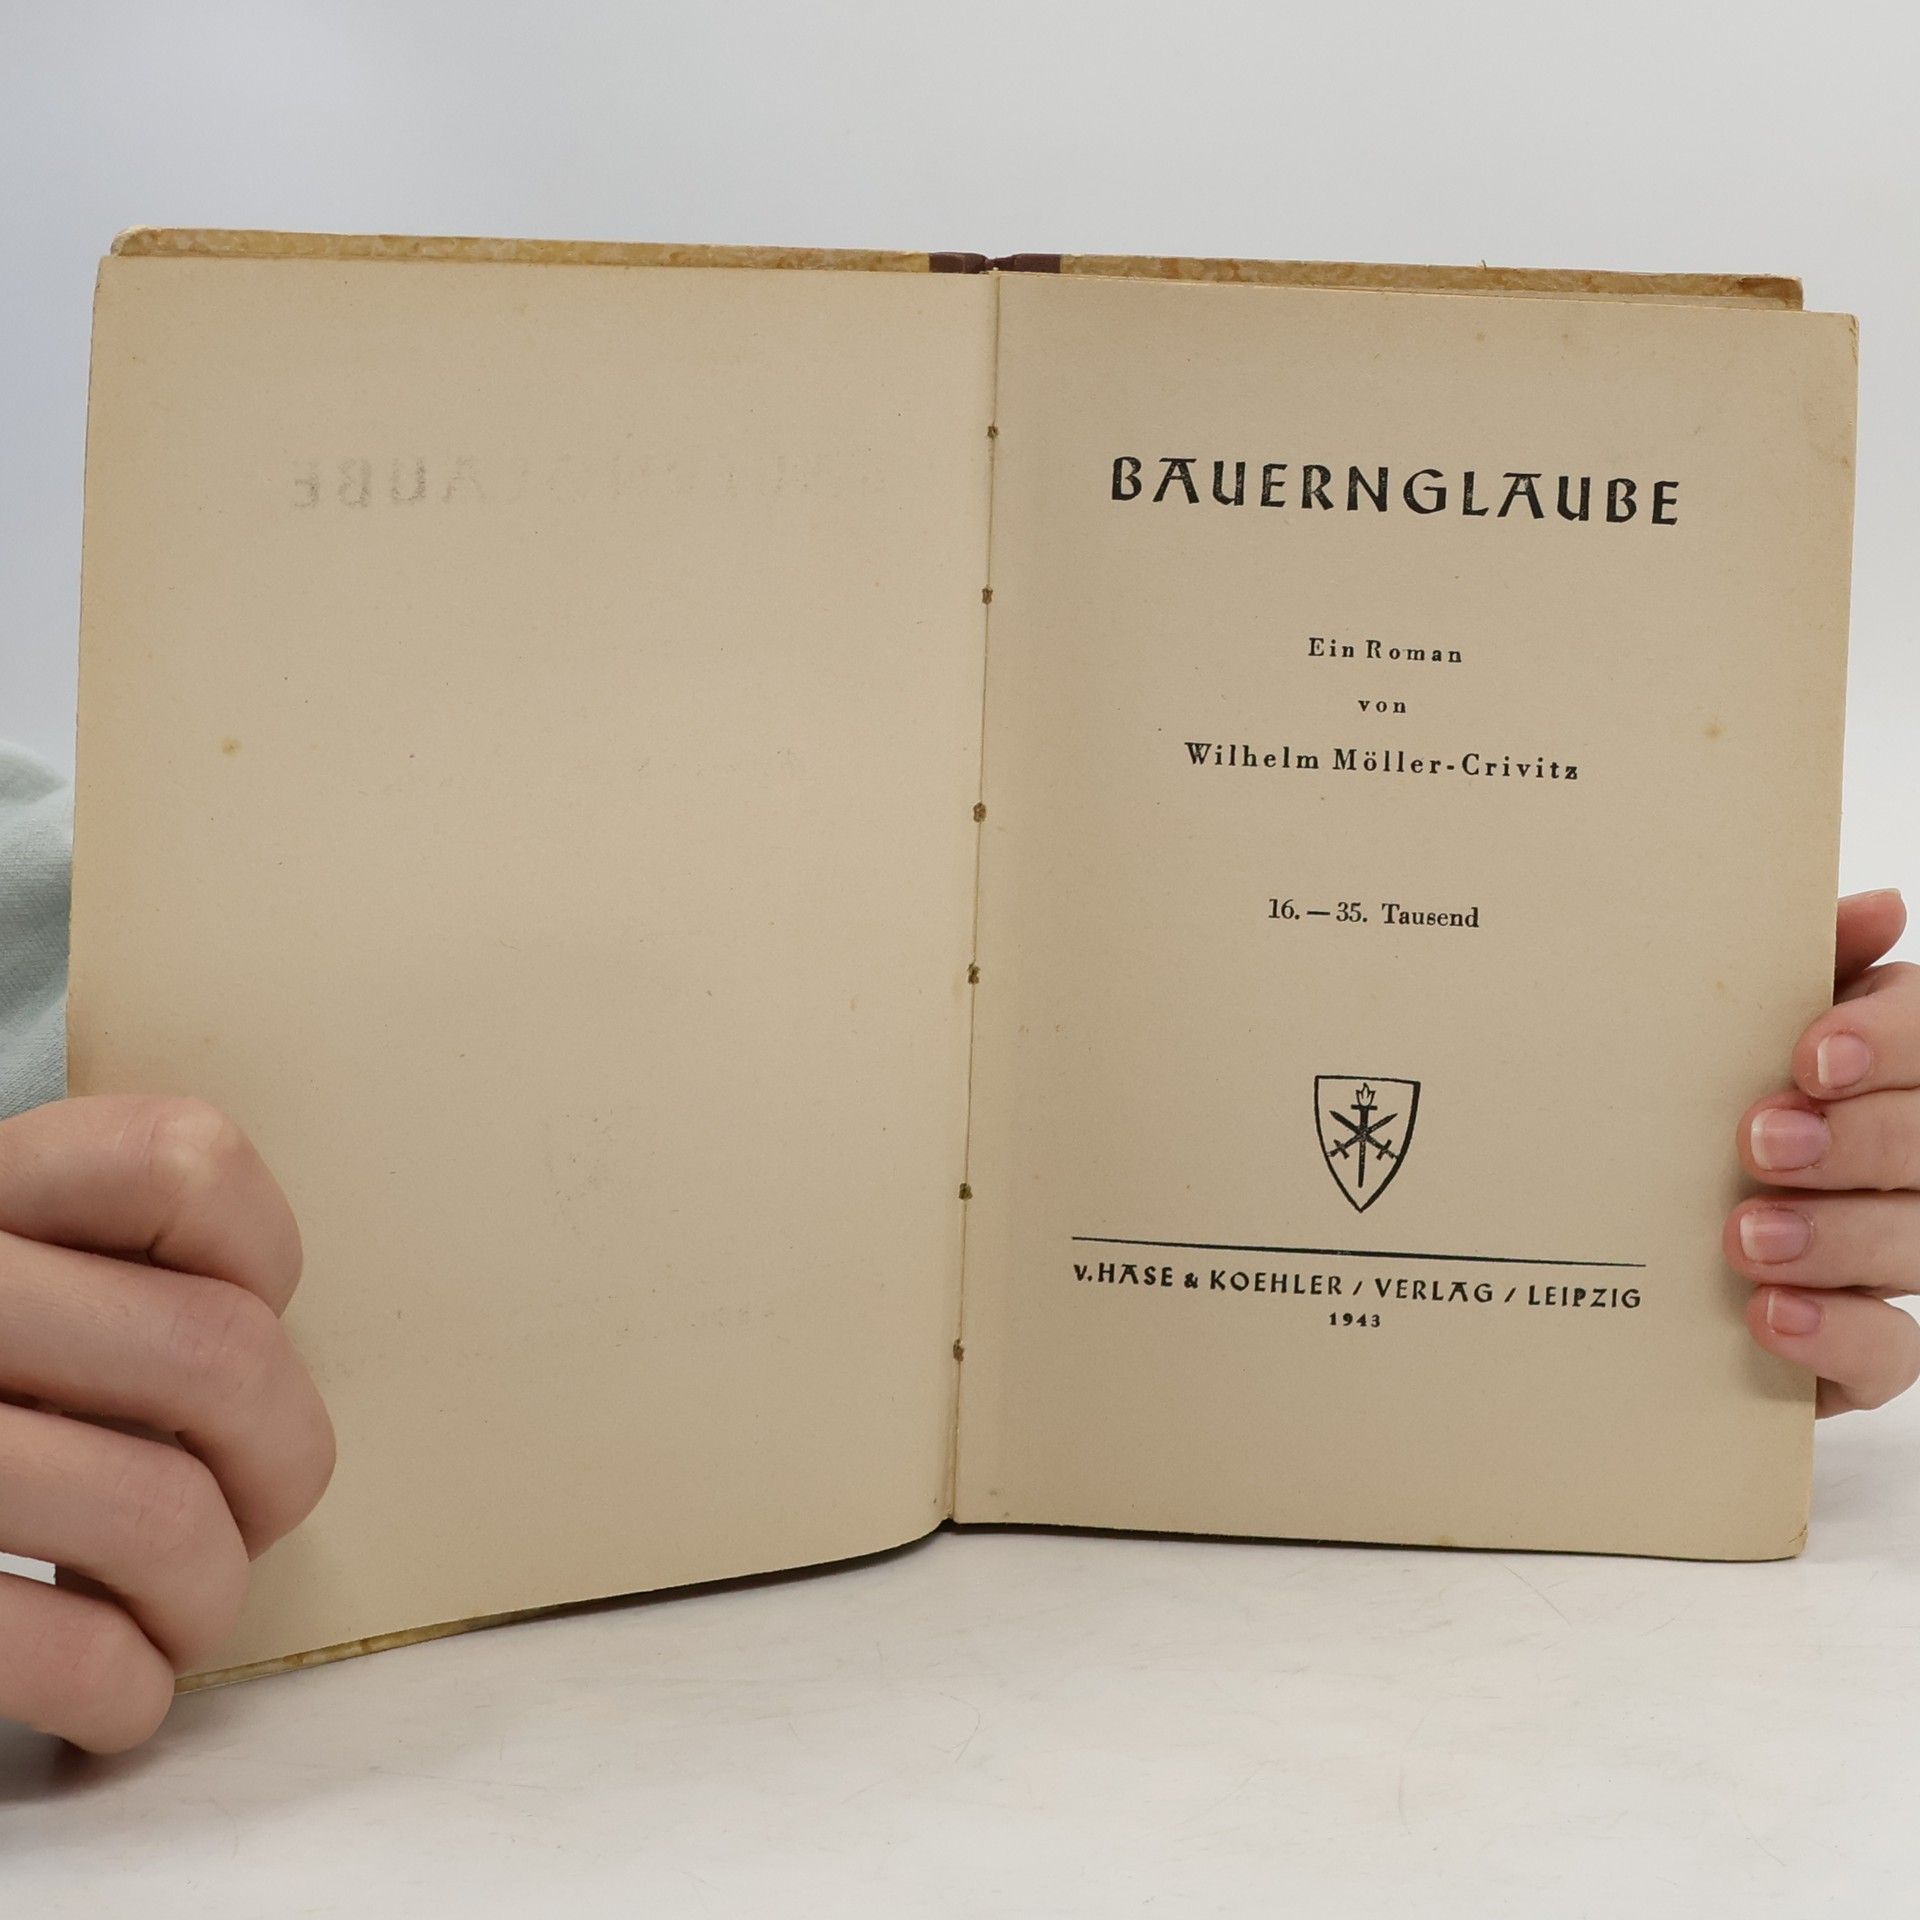 BAUERNGLAUBE
Ein Roman
von
Wilhelm Möller-Crivitz
16. — 35. Tausend
v. HASE & KOEHLER / VERLAG / LEIPZIG
1943